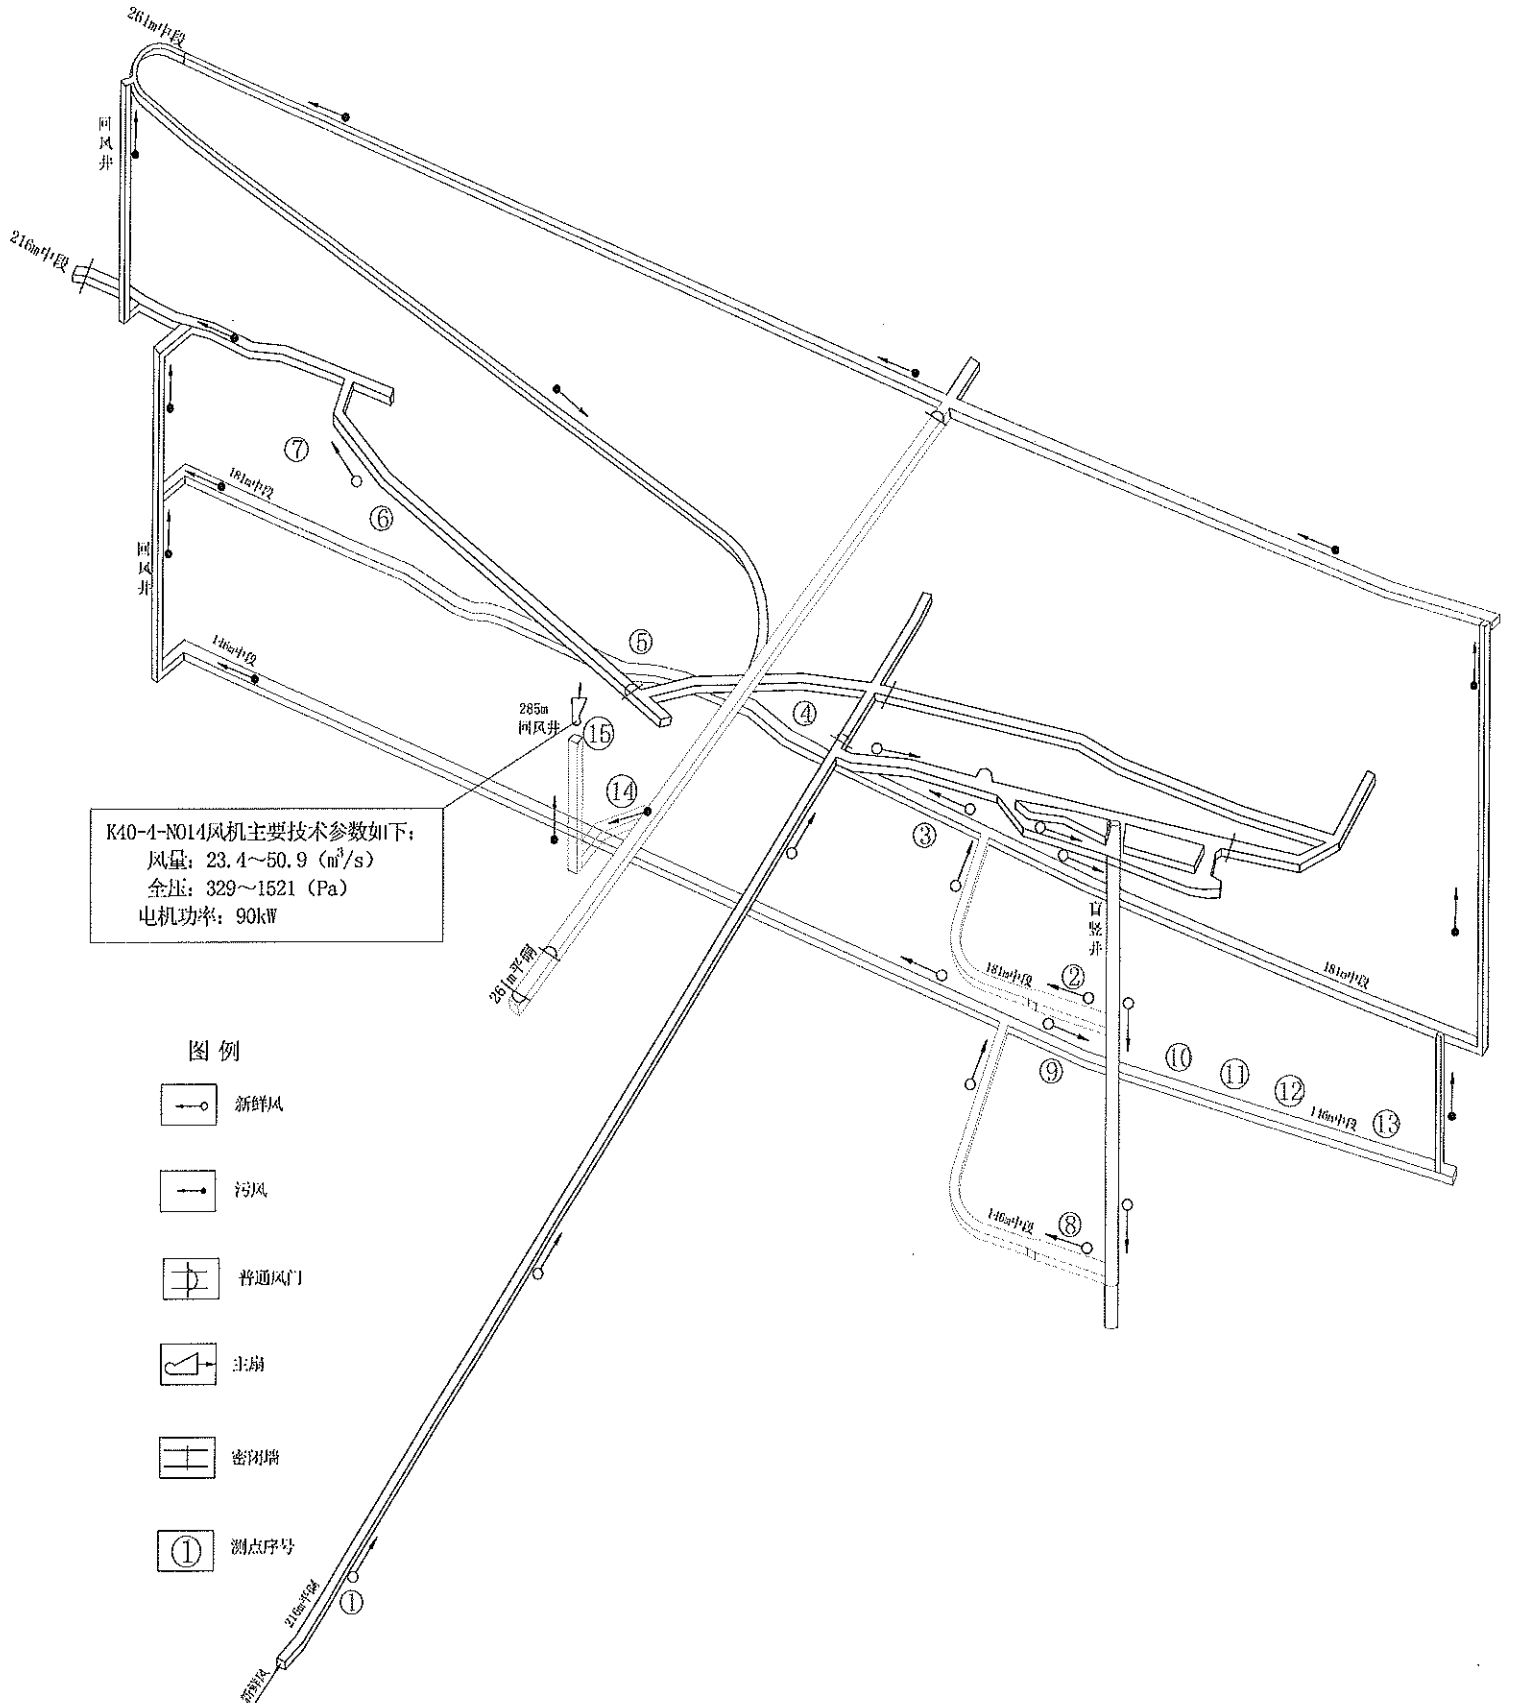 261m中段
回风井
216m中段
⑦
181m中段
⑥
回风井
⑤
146m中段
285m
回风井
⑮
④
⑭
③
K40-4-NO14风机主要技术参数如下:
风量: 23.4～50.9 (m³/s)
全压: 329～1521 (Pa)
电机功率: 90kW
盲竖井
261m平硐
181m中段
②
181m中段
⑩
⑪
⑫
⑨
146m中段
⑬
146m中段
⑧
图例
新鲜风
污风
普通风门
主扇
密闭墙
①
测点序号
①
216m平硐
新鲜风